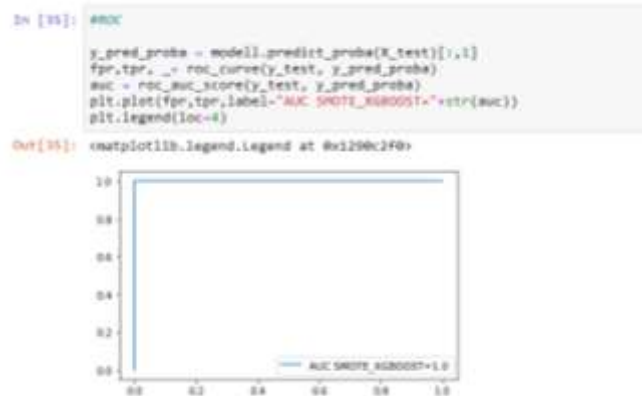 In [35]: #ROC
y_pred_proba = modell.predict_proba(X_test)[:,1]
fpr,tpr, _= roc_curve(y_test, y_pred_proba)
auc = roc_auc_score(y_test, y_pred_proba)
plt.plot(fpr,tpr,label="AUC SMOTE_XGBOOST="+str(auc))
plt.legend(loc=4)
Out[35]: <matplotlib.legend.Legend at 0x1290c2f0>
1.0
0.8
0.6
0.4
0.2
0.0
AUC SMOTE_XGBOOST=1.0
0.0 0.2 0.4 0.6 0.8 1.0